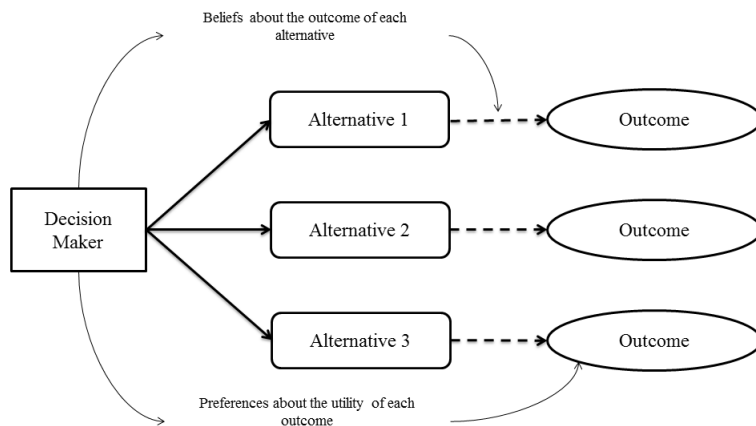 Beliefs about the outcome of each
alternative
Alternative 1
Outcome
Decision
Maker
Alternative 2
Outcome
Alternative 3
Outcome
Preferences about the utility of each
outcome